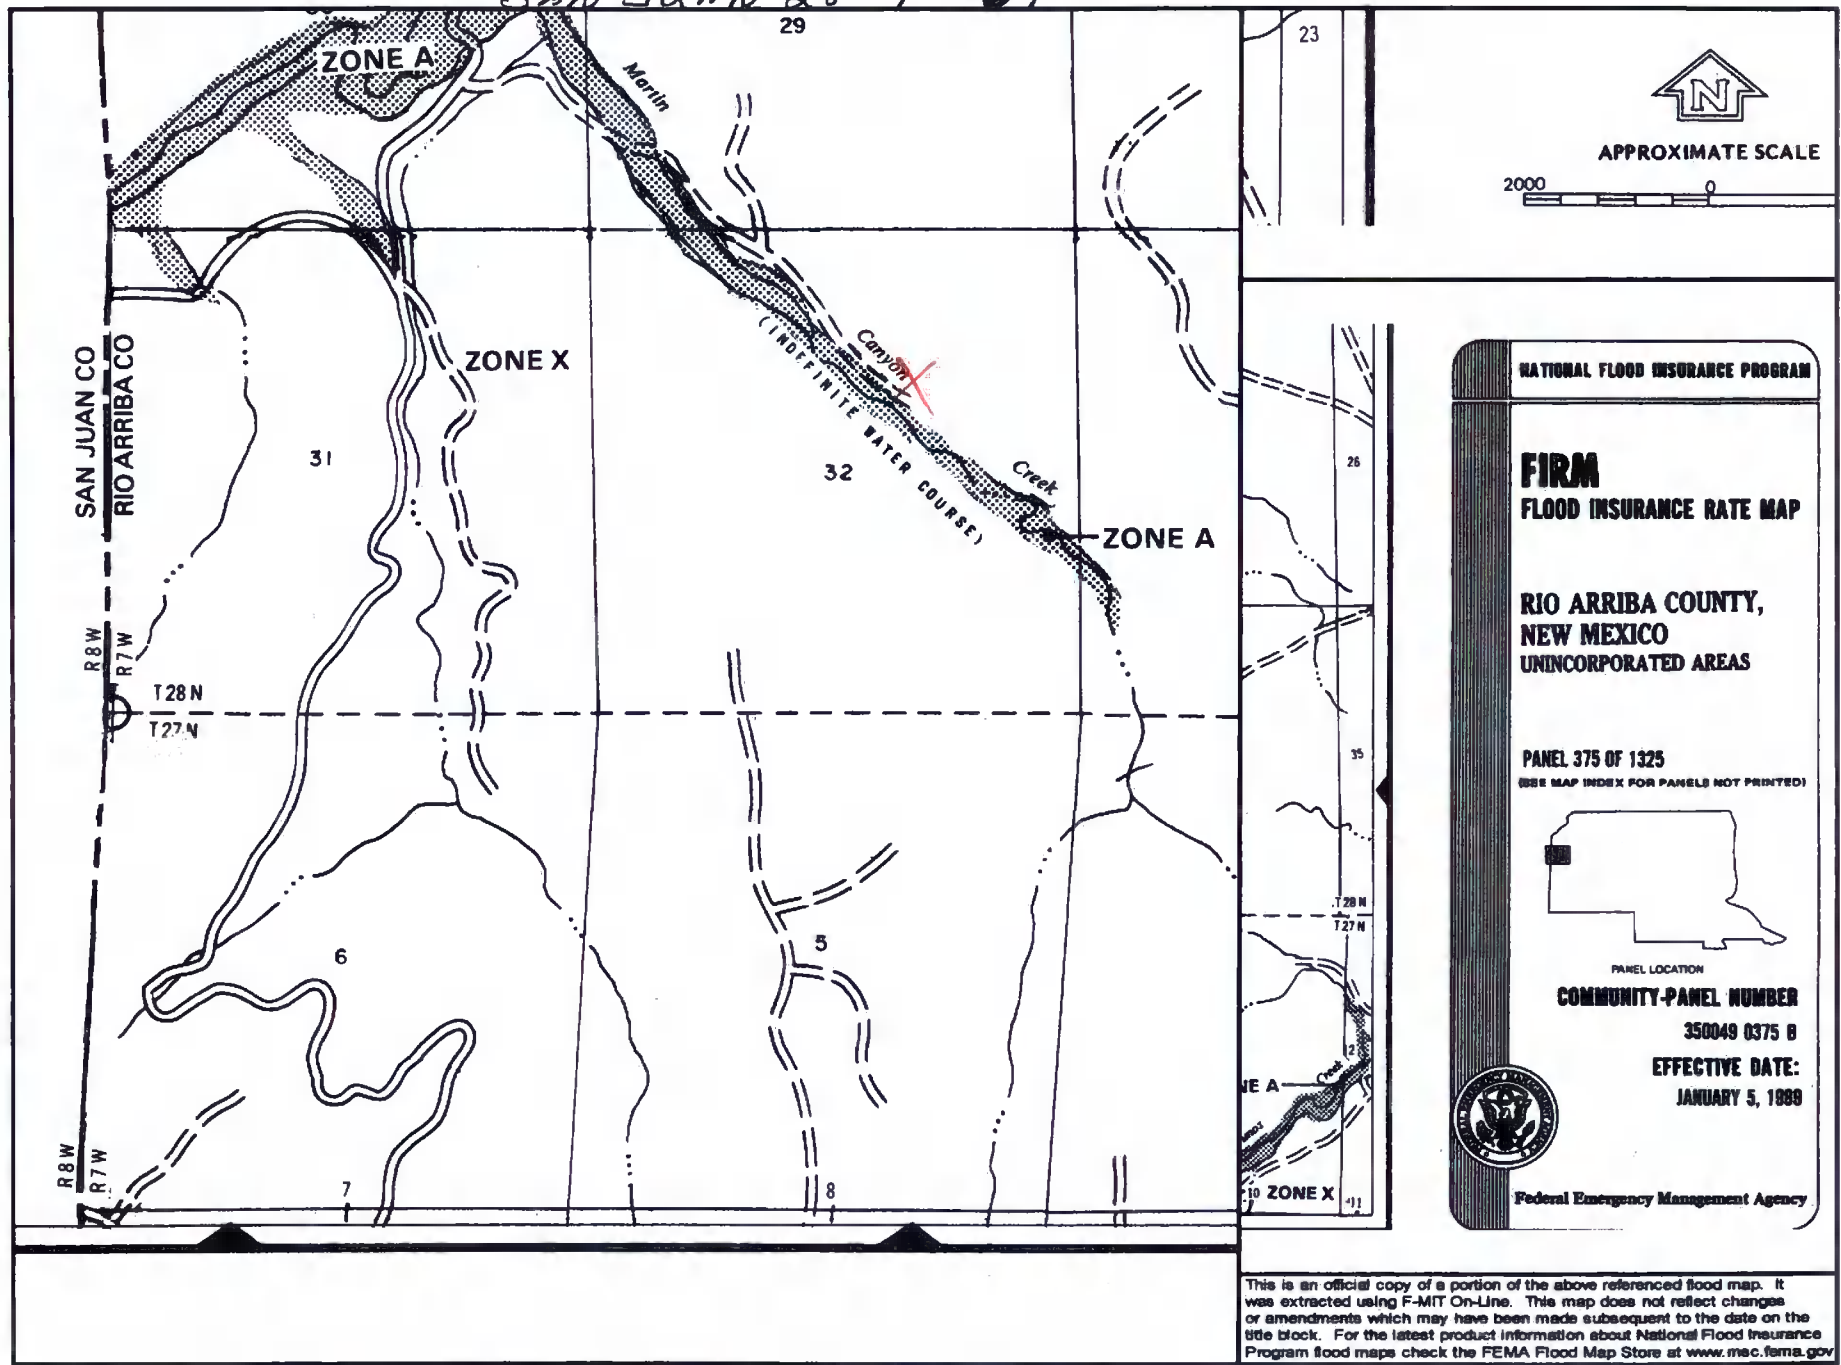 29
ZONE A
Martin
SAN JUAN CO
RIO ARRIBA CO
ZONE X
Canyon
X
31
(INDEFINITE WATER COURSE)
32
Creek
ZONE A
R8W
R7W
T28N
T27N
6
5
R8W
R7W
7
8
23
26
35
T28N
T27N
12
NE A
Creek
10 ZONE X
11
N
APPROXIMATE SCALE
2000 0
NATIONAL FLOOD INSURANCE PROGRAM
FIRM
FLOOD INSURANCE RATE MAP
RIO ARRIBA COUNTY,
NEW MEXICO
UNINCORPORATED AREAS
PANEL 375 OF 1325
(SEE MAP INDEX FOR PANELS NOT PRINTED)
PANEL LOCATION
COMMUNITY-PANEL NUMBER
350049 0375 B
EFFECTIVE DATE:
JANUARY 5, 1989
Federal Emergency Management Agency
This is an official copy of a portion of the above referenced flood map. It
was extracted using F-MIT On-Line. This map does not reflect changes
or amendments which may have been made subsequent to the date on the
title block. For the latest product information about National Flood Insurance
Program flood maps check the FEMA Flood Map Store at www.msc.fema.gov